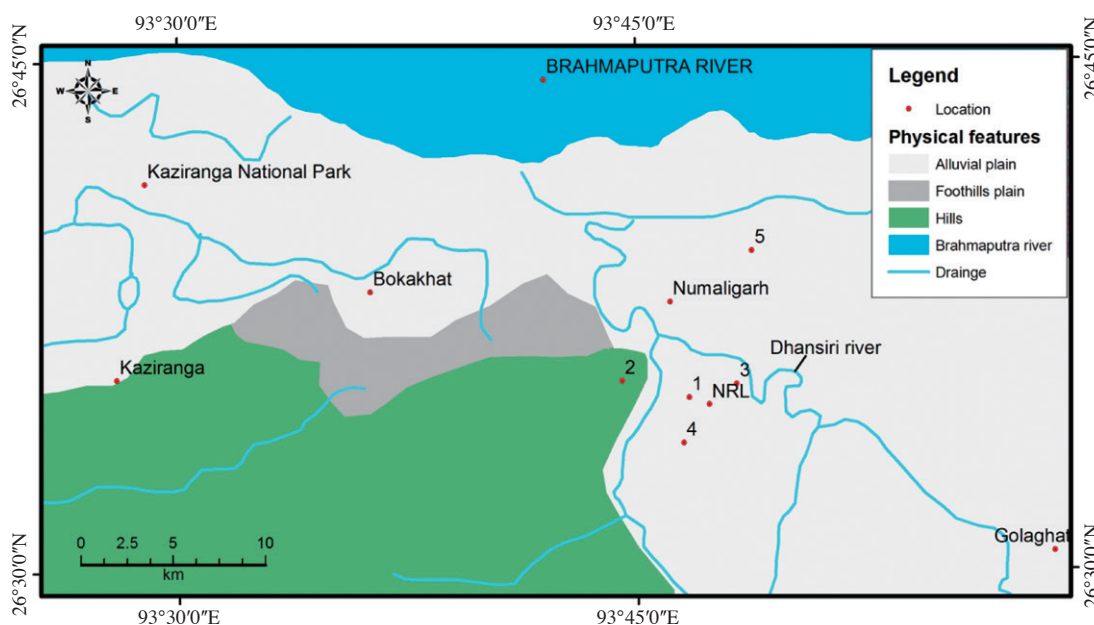 93°30′0″E
93°45′0″E
26°45′0″N
26°45′0″N
N
W E
S
BRAHMAPUTRA RIVER
Legend
Location
Physical features
Alluvial plain
Foothills plain
Hills
Brahmaputra river
Drainge
Kaziranga National Park
5
Bokakhat
Numaligarh
Dhansiri river
Kaziranga
2
3
1
NRL
4
0 2.5 5 10
km
Golaghat
26°30′0″N
26°30′0″N
93°30′0″E
93°45′0″E